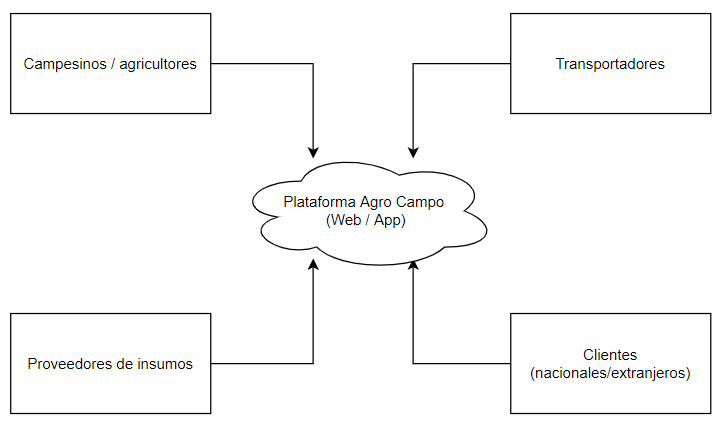 Campesinos / agricultores
Transportadores
Plataforma Agro Campo
(Web / App)
Proveedores de insumos
Clientes
(nacionales/extranjeros)